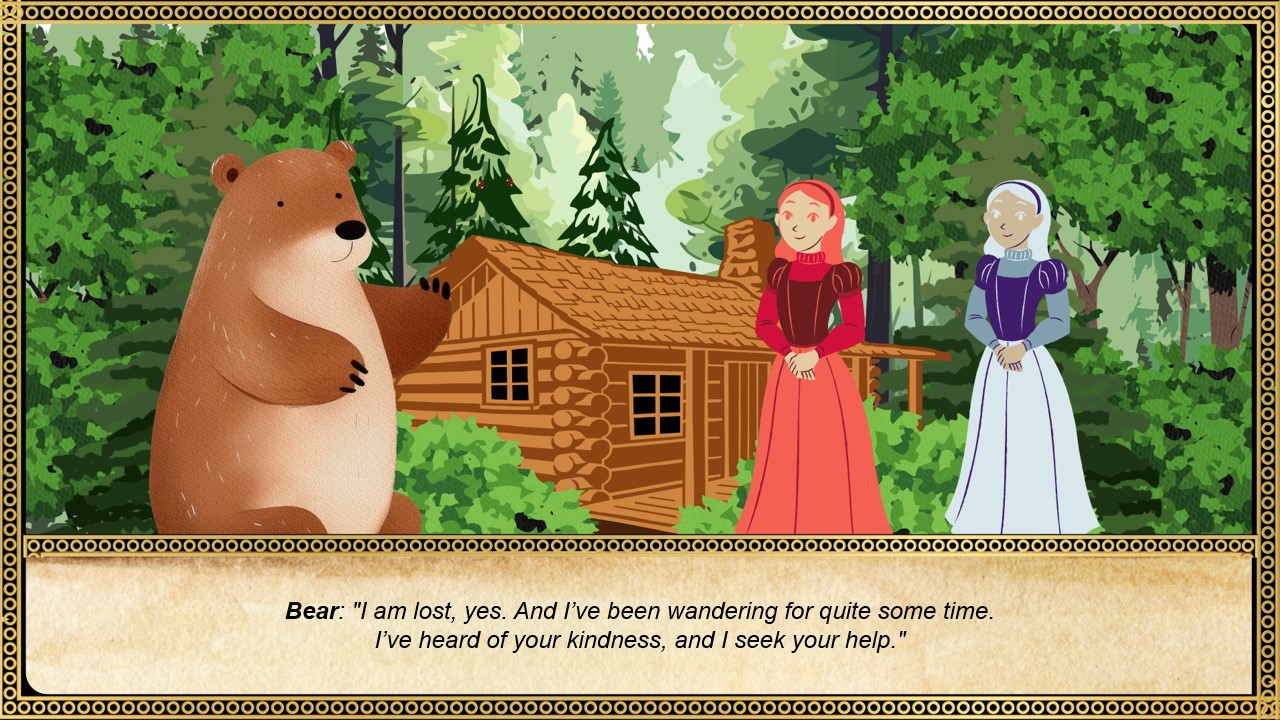 Bear: "I am lost, yes. And I’ve been wandering for quite some time.
I’ve heard of your kindness, and I seek your help."